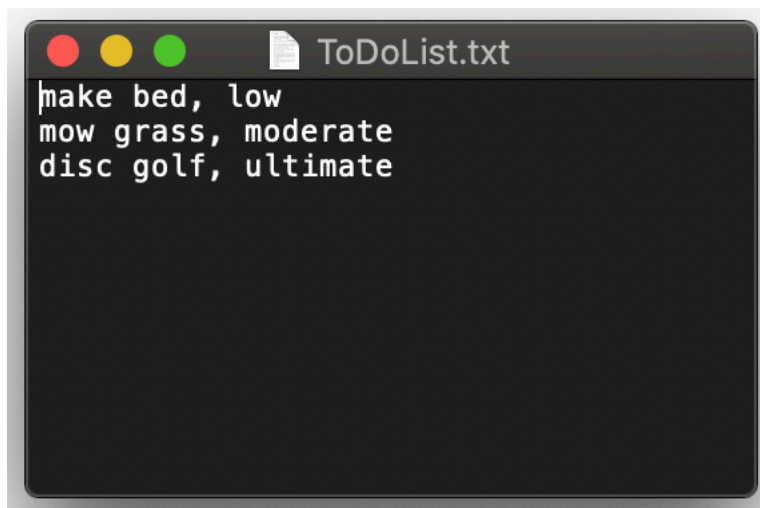 ToDoList.txt
make bed, low
mow grass, moderate
disc golf, ultimate